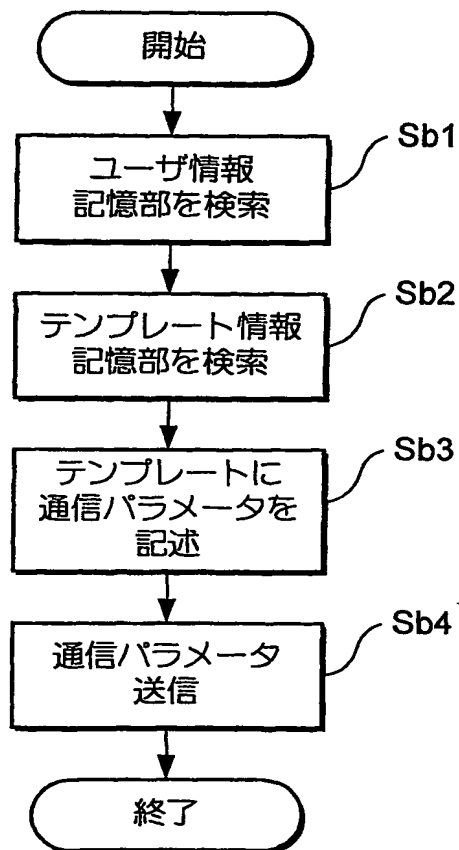 開始
Sb1
ユーザ情報
記憶部を検索
Sb2
テンプレート情報
記憶部を検索
Sb3
テンプレートに
通信パラメータを
記述
Sb4
通信パラメータ
送信
終了